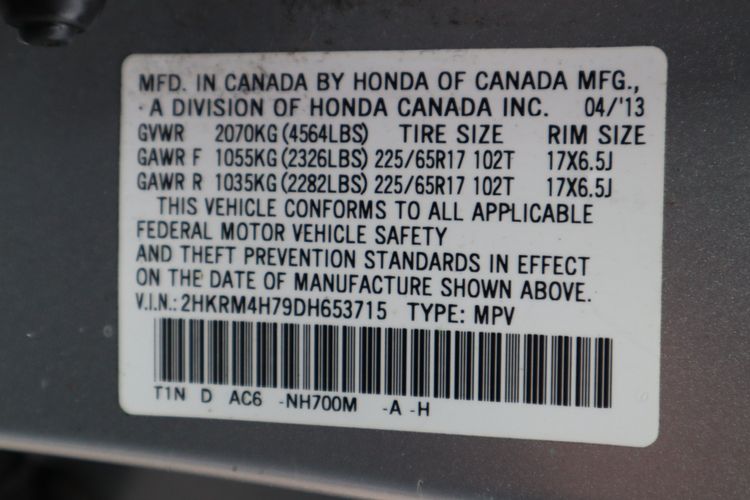 MFD. IN CANADA BY HONDA OF CANADA MFG.,
A DIVISION OF HONDA CANADA INC. 04/'13
GVWR 2070KG (4564LBS) TIRE SIZE RIM SIZE
GAWR F 1055KG (2326LBS) 225/65R17 102T 17X6.5J
GAWR R 1035KG (2282LBS) 225/65R17 102T 17X6.5J
THIS VEHICLE CONFORMS TO ALL APPLICABLE
FEDERAL MOTOR VEHICLE SAFETY
AND THEFT PREVENTION STANDARDS IN EFFECT
ON THE DATE OF MANUFACTURE SHOWN ABOVE.
V.I.N.: 2HKRM4H79DH653715 TYPE: MPV
T1N D AC6 -NH700M -A -H